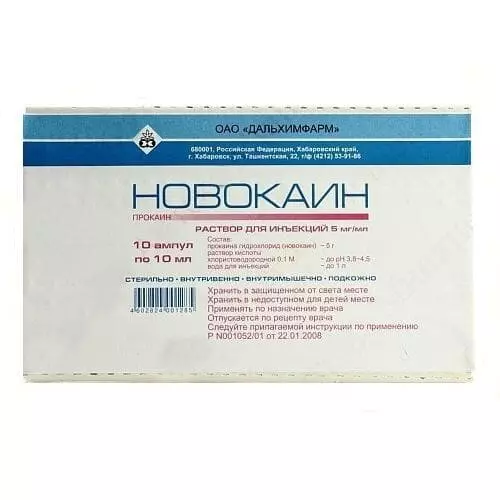 ОАО «ДАЛЬХИМФАРМ»
680001, Российская Федерация, Хабаровский край,
г. Хабаровск, ул. Ташкентская, 22, т/ф (4212) 53-91-86
НОВОКАИН
ПРОКАИН
РАСТВОР ДЛЯ ИНЪЕКЦИЙ 5 мг/мл
10 ампул
по 10 мл
Состав:
прокаина гидрохлорид (новокаин) – 5 г
раствор кислоты
хлористоводородной 0,1 М – до pH 3,8–4,5
вода для инъекций – до 1 л
СТЕРИЛЬНО - ВНУТРИВЕННО - ВНУТРИМЫШЕЧНО - ПОДКОЖНО
Хранить в защищенном от света месте
Хранить в недоступном для детей месте
Применять по назначению врача
Отпускается по рецепту врача
Следуйте прилагаемой инструкции по применению
Р N001052/01 от 22.01.2008
4602824001285